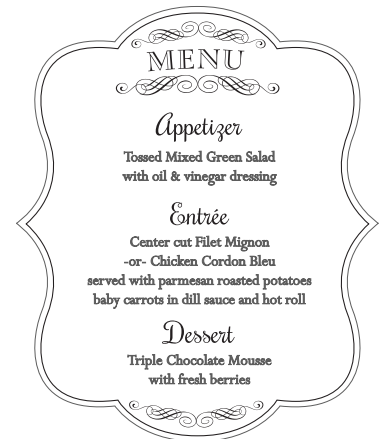 MENU
Appetizer
Tossed Mixed Green Salad
with oil & vinegar dressing
Entrée
Center cut Filet Mignon
-or- Chicken Cordon Bleu
served with parmesan roasted potatoes
baby carrots in dill sauce and hot roll
Dessert
Triple Chocolate Mousse
with fresh berries